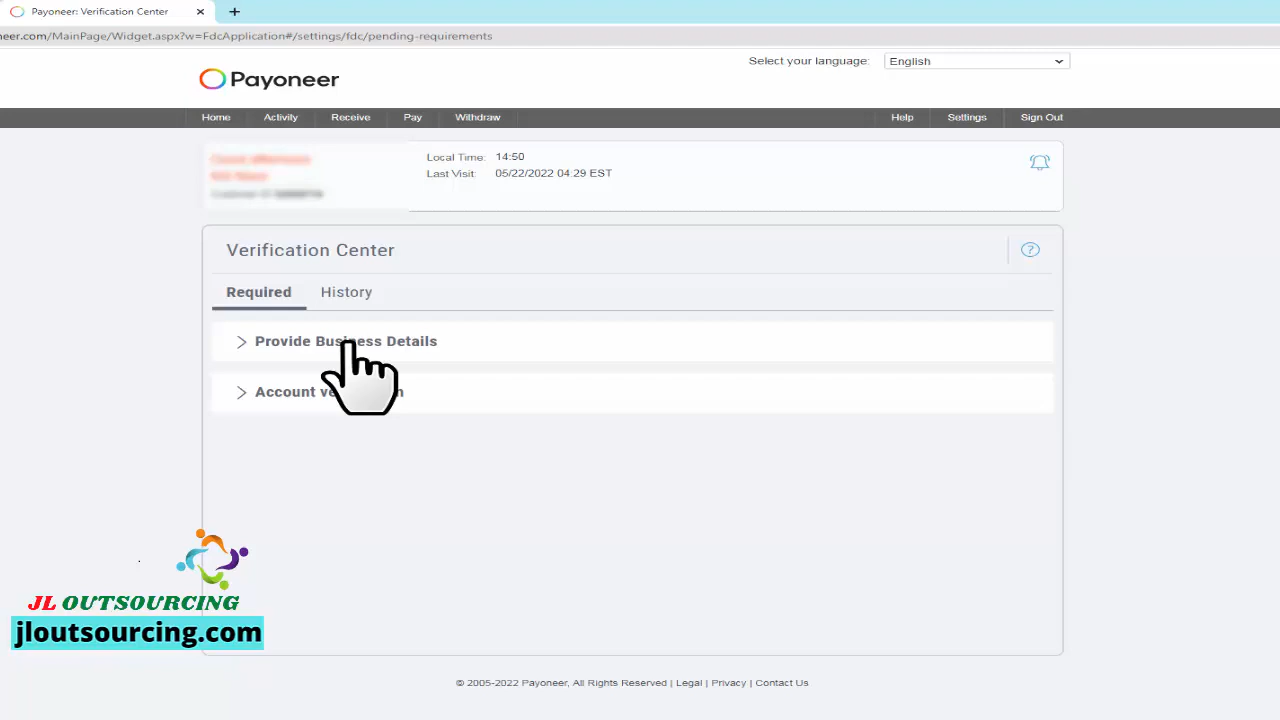 Payoneer: Verification Center
neer.com/MainPage/Widget.aspx?w=FdcApplication#/settings/fdc/pending-requirements
Select your language: English
Payoneer
Home Activity Receive Pay Withdraw Help Settings Sign Out
Local Time: 14:50
Last Visit: 05/22/2022 04:29 EST
Customer ID
Verification Center
Required History
Provide Business Details
Account
JL OUTSOURCING
jloutsourcing.com
© 2005-2022 Payoneer, All Rights Reserved | Legal | Privacy | Contact Us